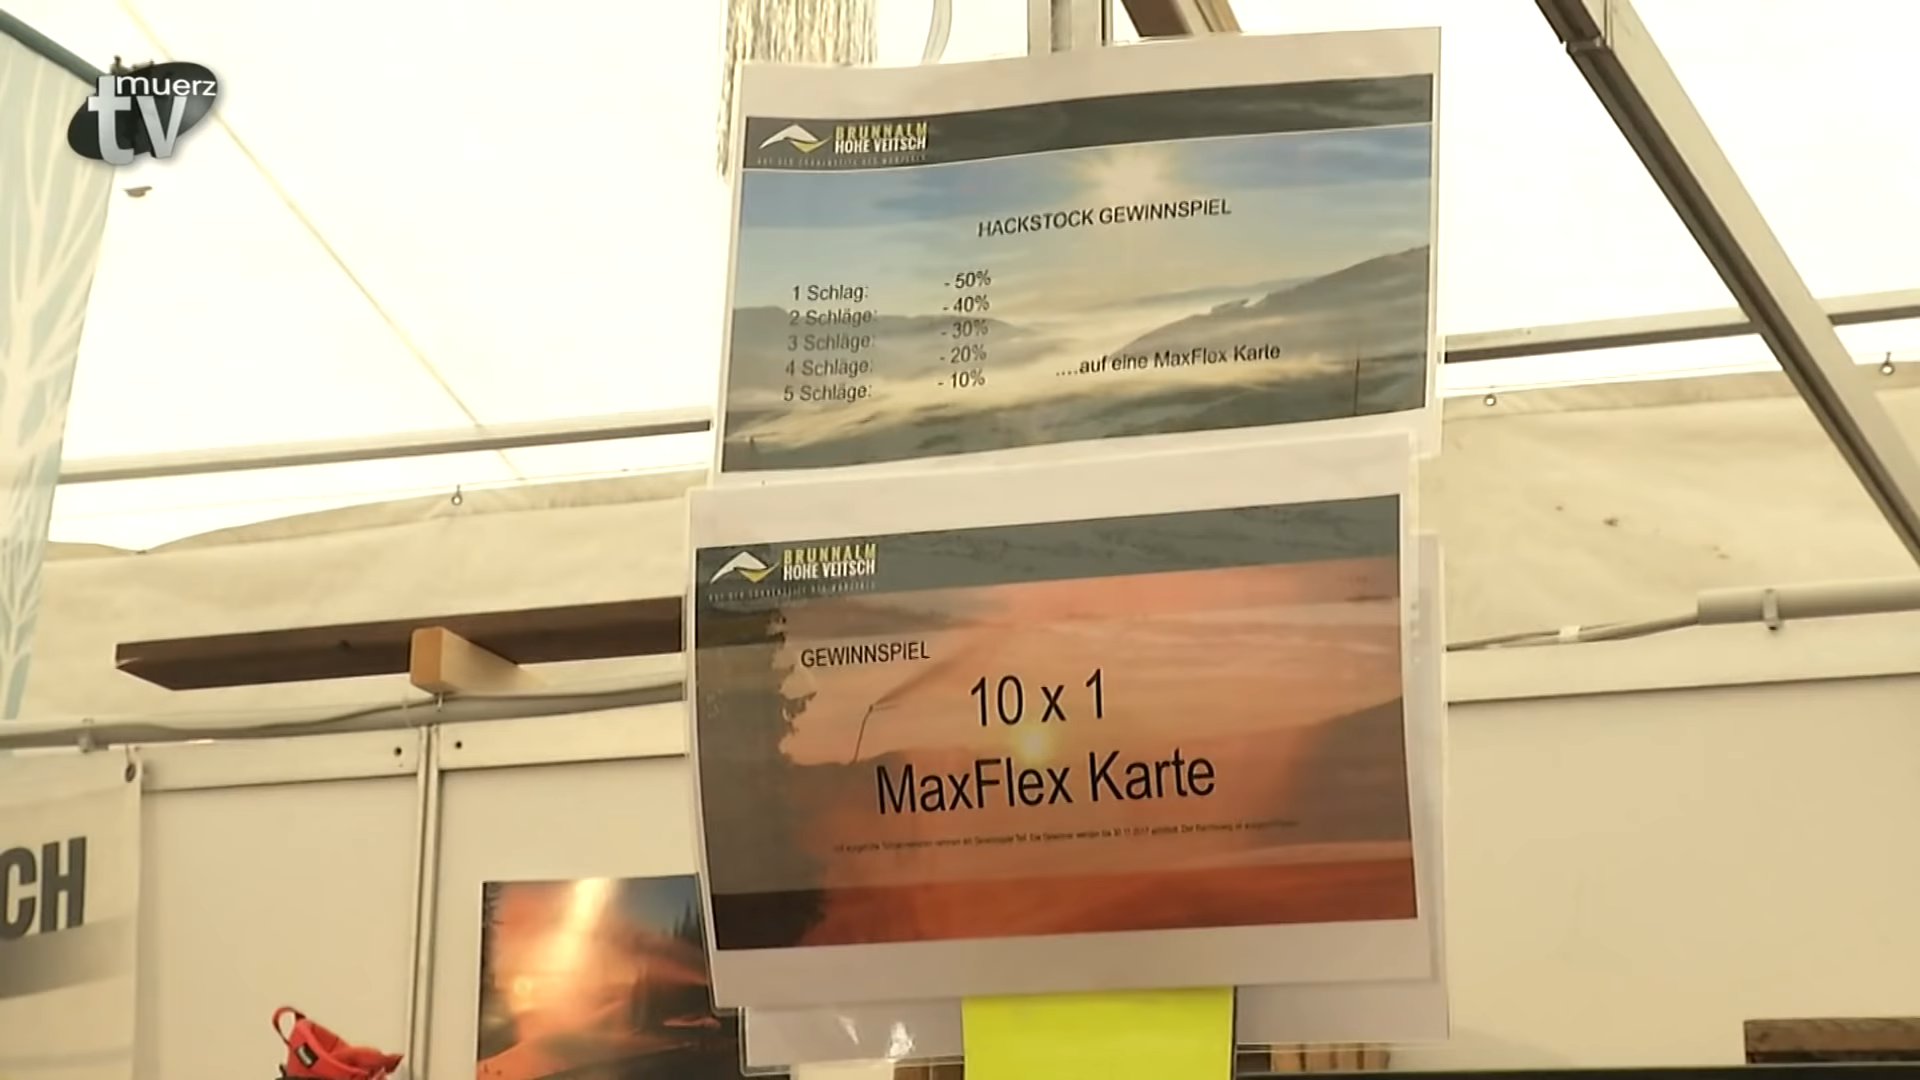 muerz
tv
BRUNNALM
HOHE VEITSCH
HACKSTOCK GEWINNSPIEL
1 Schlag: - 50%
2 Schläge: - 40%
3 Schläge: - 30%
4 Schläge: - 20%
5 Schläge: - 10%
....auf eine MaxFlex Karte
BRUNNALM
HOHE VEITSCH
GEWINNSPIEL
10 x 1
MaxFlex Karte
CH